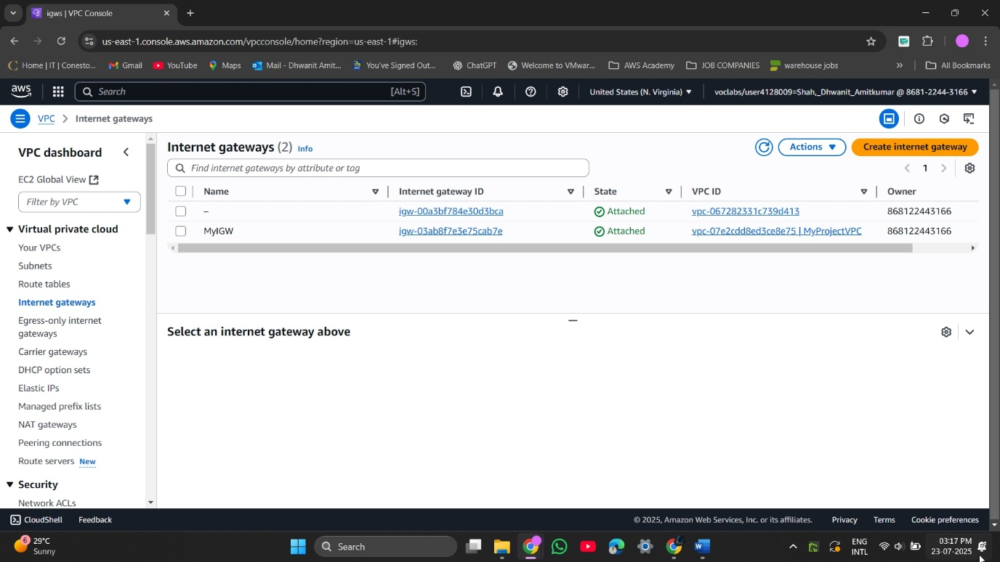 igws | VPC Console
us-east-1.console.aws.amazon.com/vpcconsole/home?region=us-east-1#igws:
Home | IT | Conesto...
Gmail
YouTube
Maps
Mail - Dhwanit Amit...
You've Signed Out...
ChatGPT
Welcome to VMwar...
AWS Academy
JOB COMPANIES
warehouse jobs
»
All Bookmarks
aws
Search
[Alt+S]
United States (N. Virginia)
voclabs/user4128009=Shah,_Dhwanit_Amitkumar @ 8681-2244-3166
VPC
Internet gateways
VPC dashboard
EC2 Global View
Filter by VPC
Virtual private cloud
Your VPCs
Subnets
Route tables
Internet gateways
Egress-only internet
gateways
Carrier gateways
DHCP option sets
Elastic IPs
Managed prefix lists
NAT gateways
Peering connections
Route servers New
Security
Network ACLs
Internet gateways (2) Info
Actions
Create internet gateway
Find internet gateways by attribute or tag
1
Name Internet gateway ID State VPC ID Owner
– igw-00a3bf784e30d3bca Attached vpc-067282331c739d413 868122443166
MyIGW igw-03ab8f7e3e75cab7e Attached vpc-07e2cdd8ed3ce8e75 | MyProjectVPC 868122443166
Select an internet gateway above
CloudShell
Feedback
© 2025, Amazon Web Services, Inc. or its affiliates.
Privacy
Terms
Cookie preferences
6
29°C
Sunny
Search
ENG
INTL
03:17 PM
23-07-2025